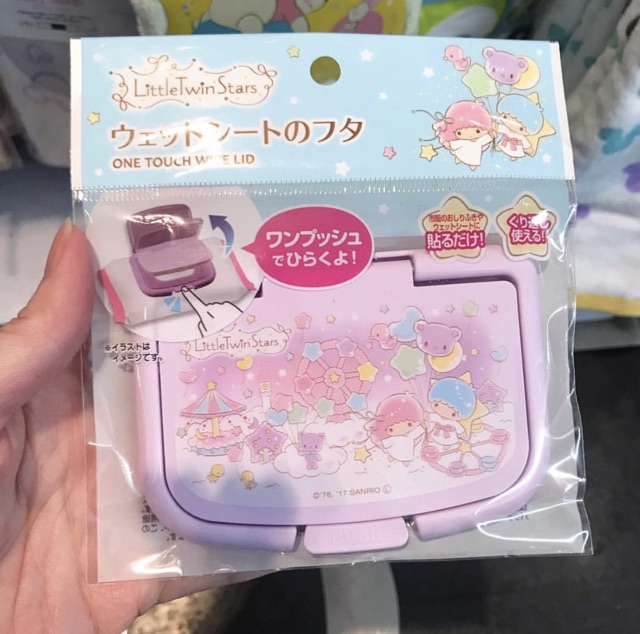 LittleTwinStars
ウェットシートのフタ
ONE TOUCH WIPE LID
ワンプッシュ
でひらくよ!
市販のおしりふきや
ウェットシートに
貼るだけ!
くり返し
使える!
※イラストは
イメージです。
LittleTwinStars
©'76, '17 SANRIO Ⓛ
PUSH